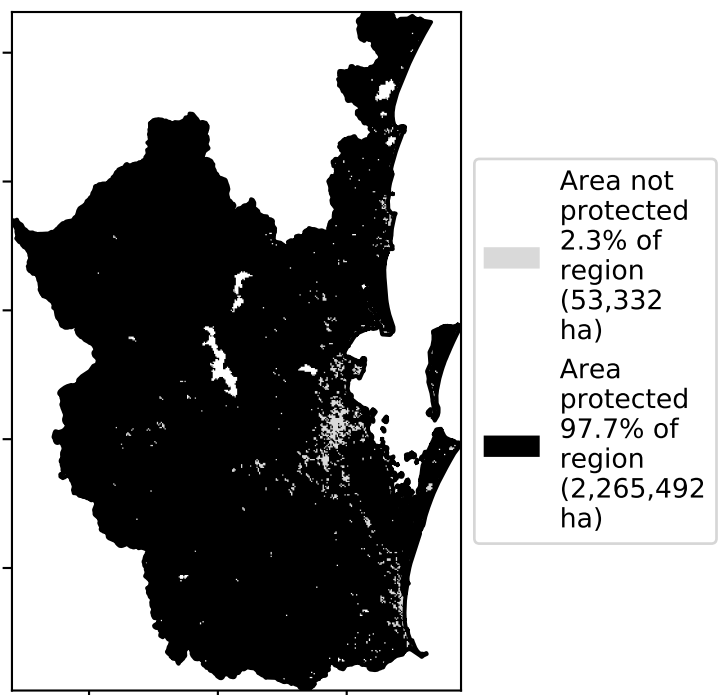 Area not
protected
2.3% of
region
(53,332
ha)
Area
protected
97.7% of
region
(2,265,492
ha)